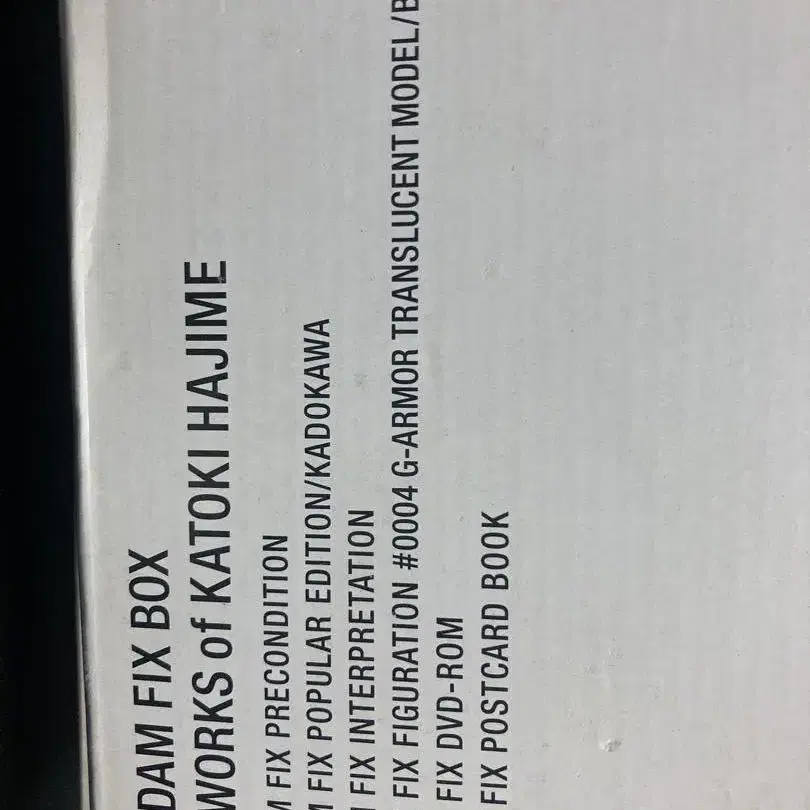 DAM FIX BOX
WORKS of KATOKI HAJIME
FIX PRECONDITION
FIX POPULAR EDITION/KADOKAWA
FIX INTERPRETATION
FIX FIGURATION #0004 G-ARMOR TRANSLUCENT MODEL/B
FIX DVD-ROM
FIX POSTCARD BOOK